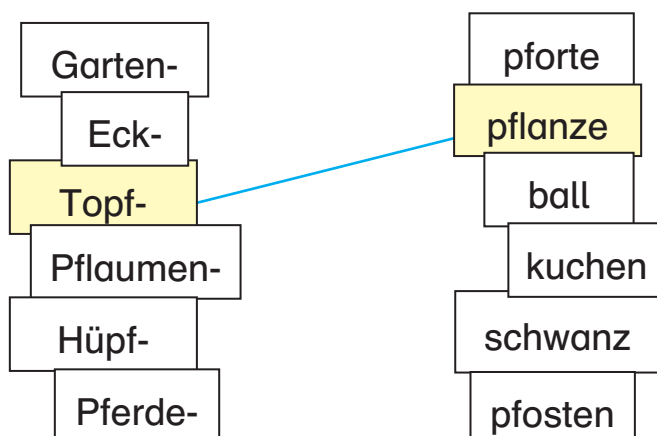 Garten-
Eck-
Topf-
Pflaumen-
Hüpf-
Pferde-
pforte
pflanze
ball
kuchen
schwanz
pfosten